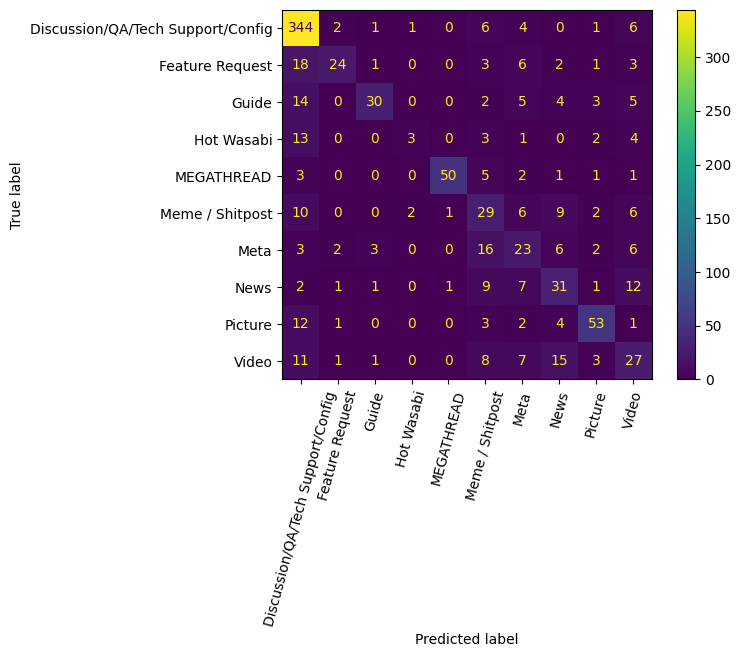 Discussion/QA/Tech Support/Config 344 2 1 1 0 6 4 0 1 6
Feature Request 18 24 1 0 0 3 6 2 1 3
Guide 14 0 30 0 0 2 5 4 3 5
Hot Wasabi 13 0 0 3 0 3 1 0 2 4
MEGATHREAD 3 0 0 0 50 5 2 1 1 1
Meme / Shitpost 10 0 0 2 1 29 6 9 2 6
Meta 3 2 3 0 0 16 23 6 2 6
News 2 1 1 0 1 9 7 31 1 12
Picture 12 1 0 0 0 3 2 4 53 1
Video 11 1 1 0 0 8 7 15 3 27
True label
Discussion/QA/Tech Support/Config
Feature Request
Guide
Hot Wasabi
MEGATHREAD
Meme / Shitpost
Meta
News
Picture
Video
Predicted label
300
250
200
150
100
50
0